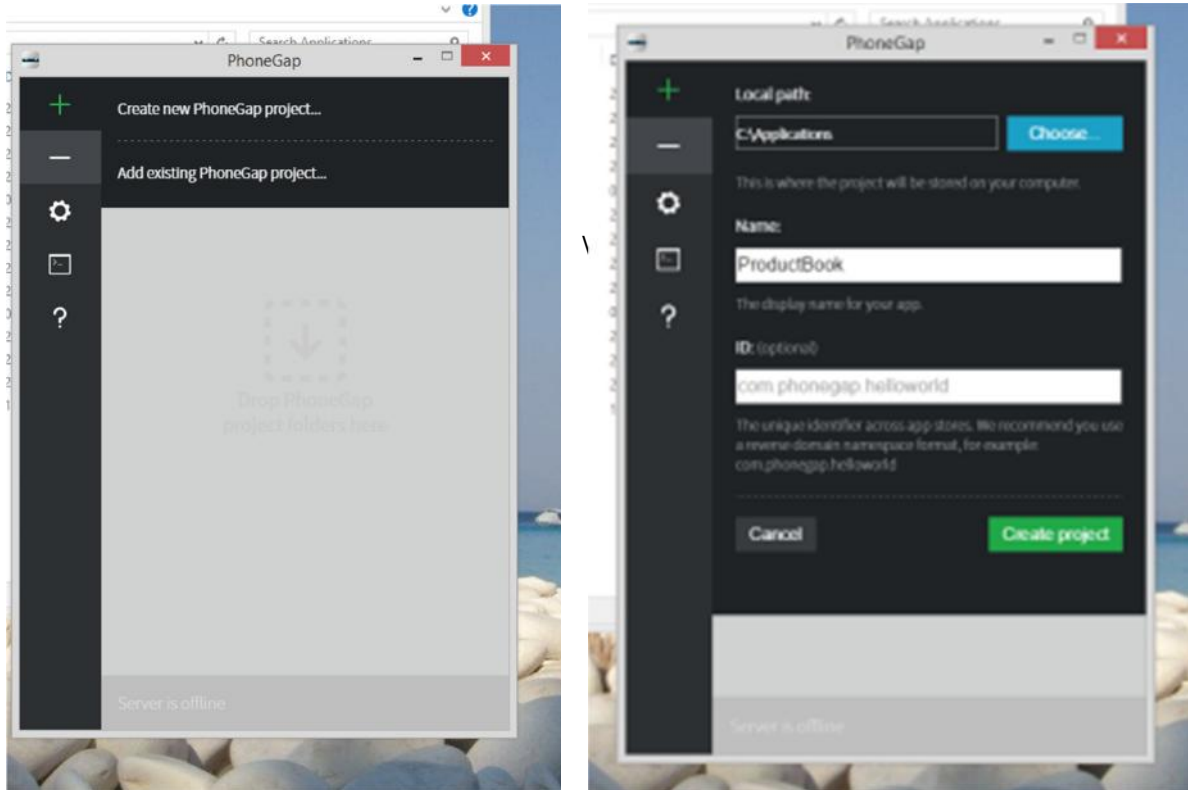 Search Applications
PhoneGap
Create new PhoneGap project...
Add existing PhoneGap project...
Drop PhoneGap
project folders here
Server is offline
Search Applications
PhoneGap
Local path:
C:\Applications
Choose...
This is where the project will be stored on your computer.
Name:
ProductBook
The display name for your app.
ID: (optional)
com.phonegap.helloworld
The unique identifier across app stores. We recommend you use
a reverse domain namespace format, for example:
com.phonegap.helloworld
Cancel
Create project
Server is offline